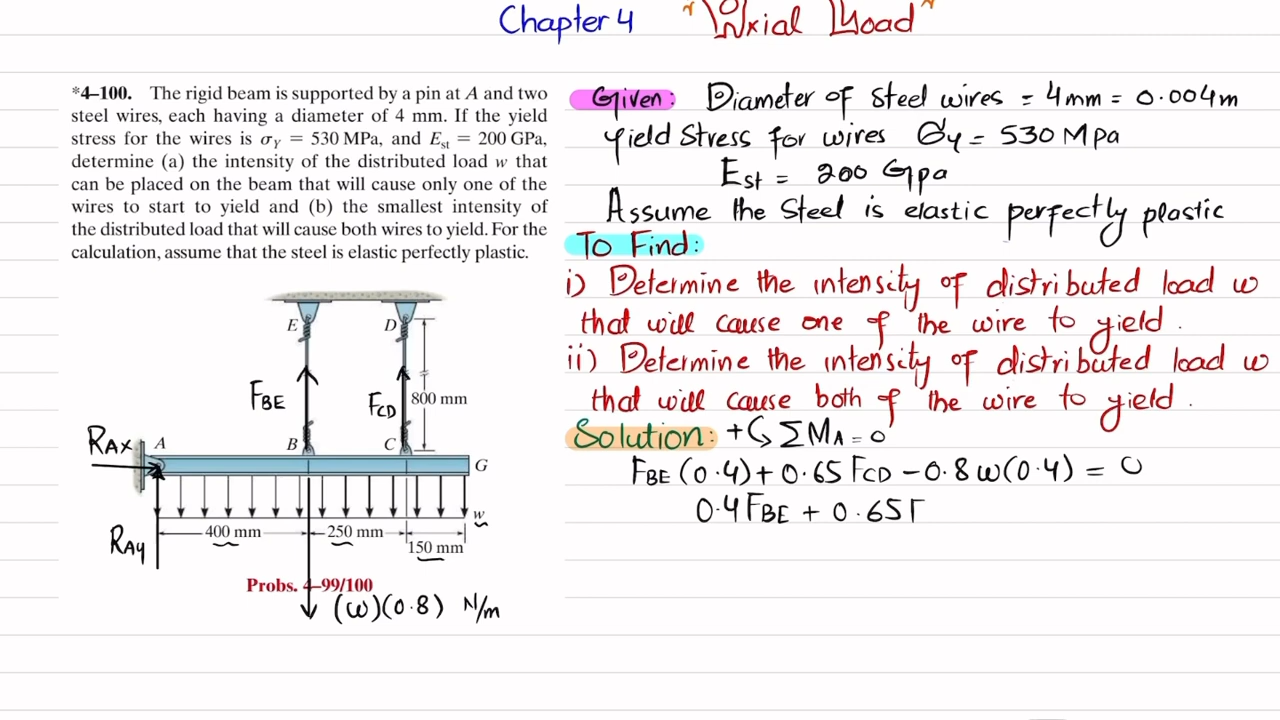 Chapter 4 "Axial Load"
*4–100. The rigid beam is supported by a pin at A and two
steel wires, each having a diameter of 4 mm. If the yield
stress for the wires is σY = 530 MPa, and Est = 200 GPa,
determine (a) the intensity of the distributed load w that
can be placed on the beam that will cause only one of the
wires to start to yield and (b) the smallest intensity of
the distributed load that will cause both wires to yield. For the
calculation, assume that the steel is elastic perfectly plastic.
E D
FBE FCD 800 mm
RAX A B C G
w
RAY 400 mm 250 mm
150 mm
Probs. 4–99/100
(w)(0.8) N/m
Given: Diameter of Steel wires = 4mm = 0.004m
Yield Stress for wires σy = 530 MPa
Est = 200 Gpa
Assume the Steel is elastic perfectly plastic
To Find:
i) Determine the intensity of distributed load w
that will cause one of the wire to yield.
ii) Determine the intensity of distributed load w
that will cause both of the wire to yield.
Solution: +↺ ΣMA = 0
FBE (0.4) + 0.65 FCD - 0.8 w(0.4) = 0
0.4 FBE + 0.65